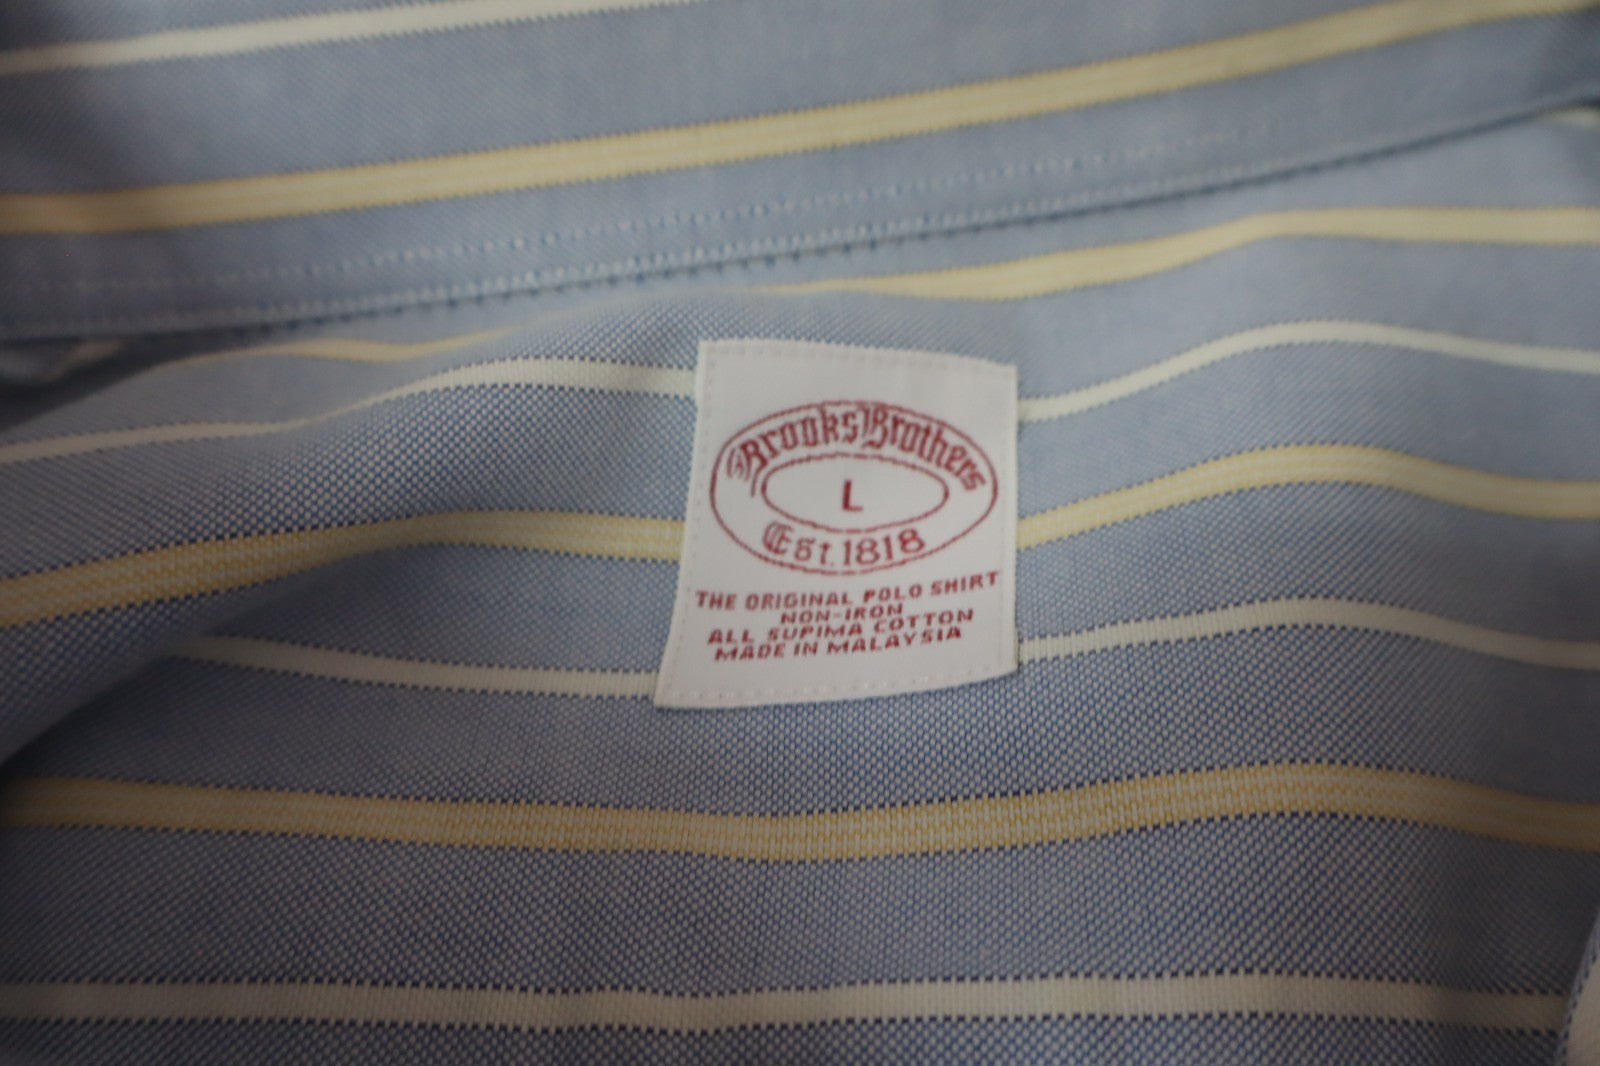 Brooks Brothers
L
Est. 1818
THE ORIGINAL POLO SHIRT
NON-IRON
ALL SUPIMA COTTON
MADE IN MALAYSIA